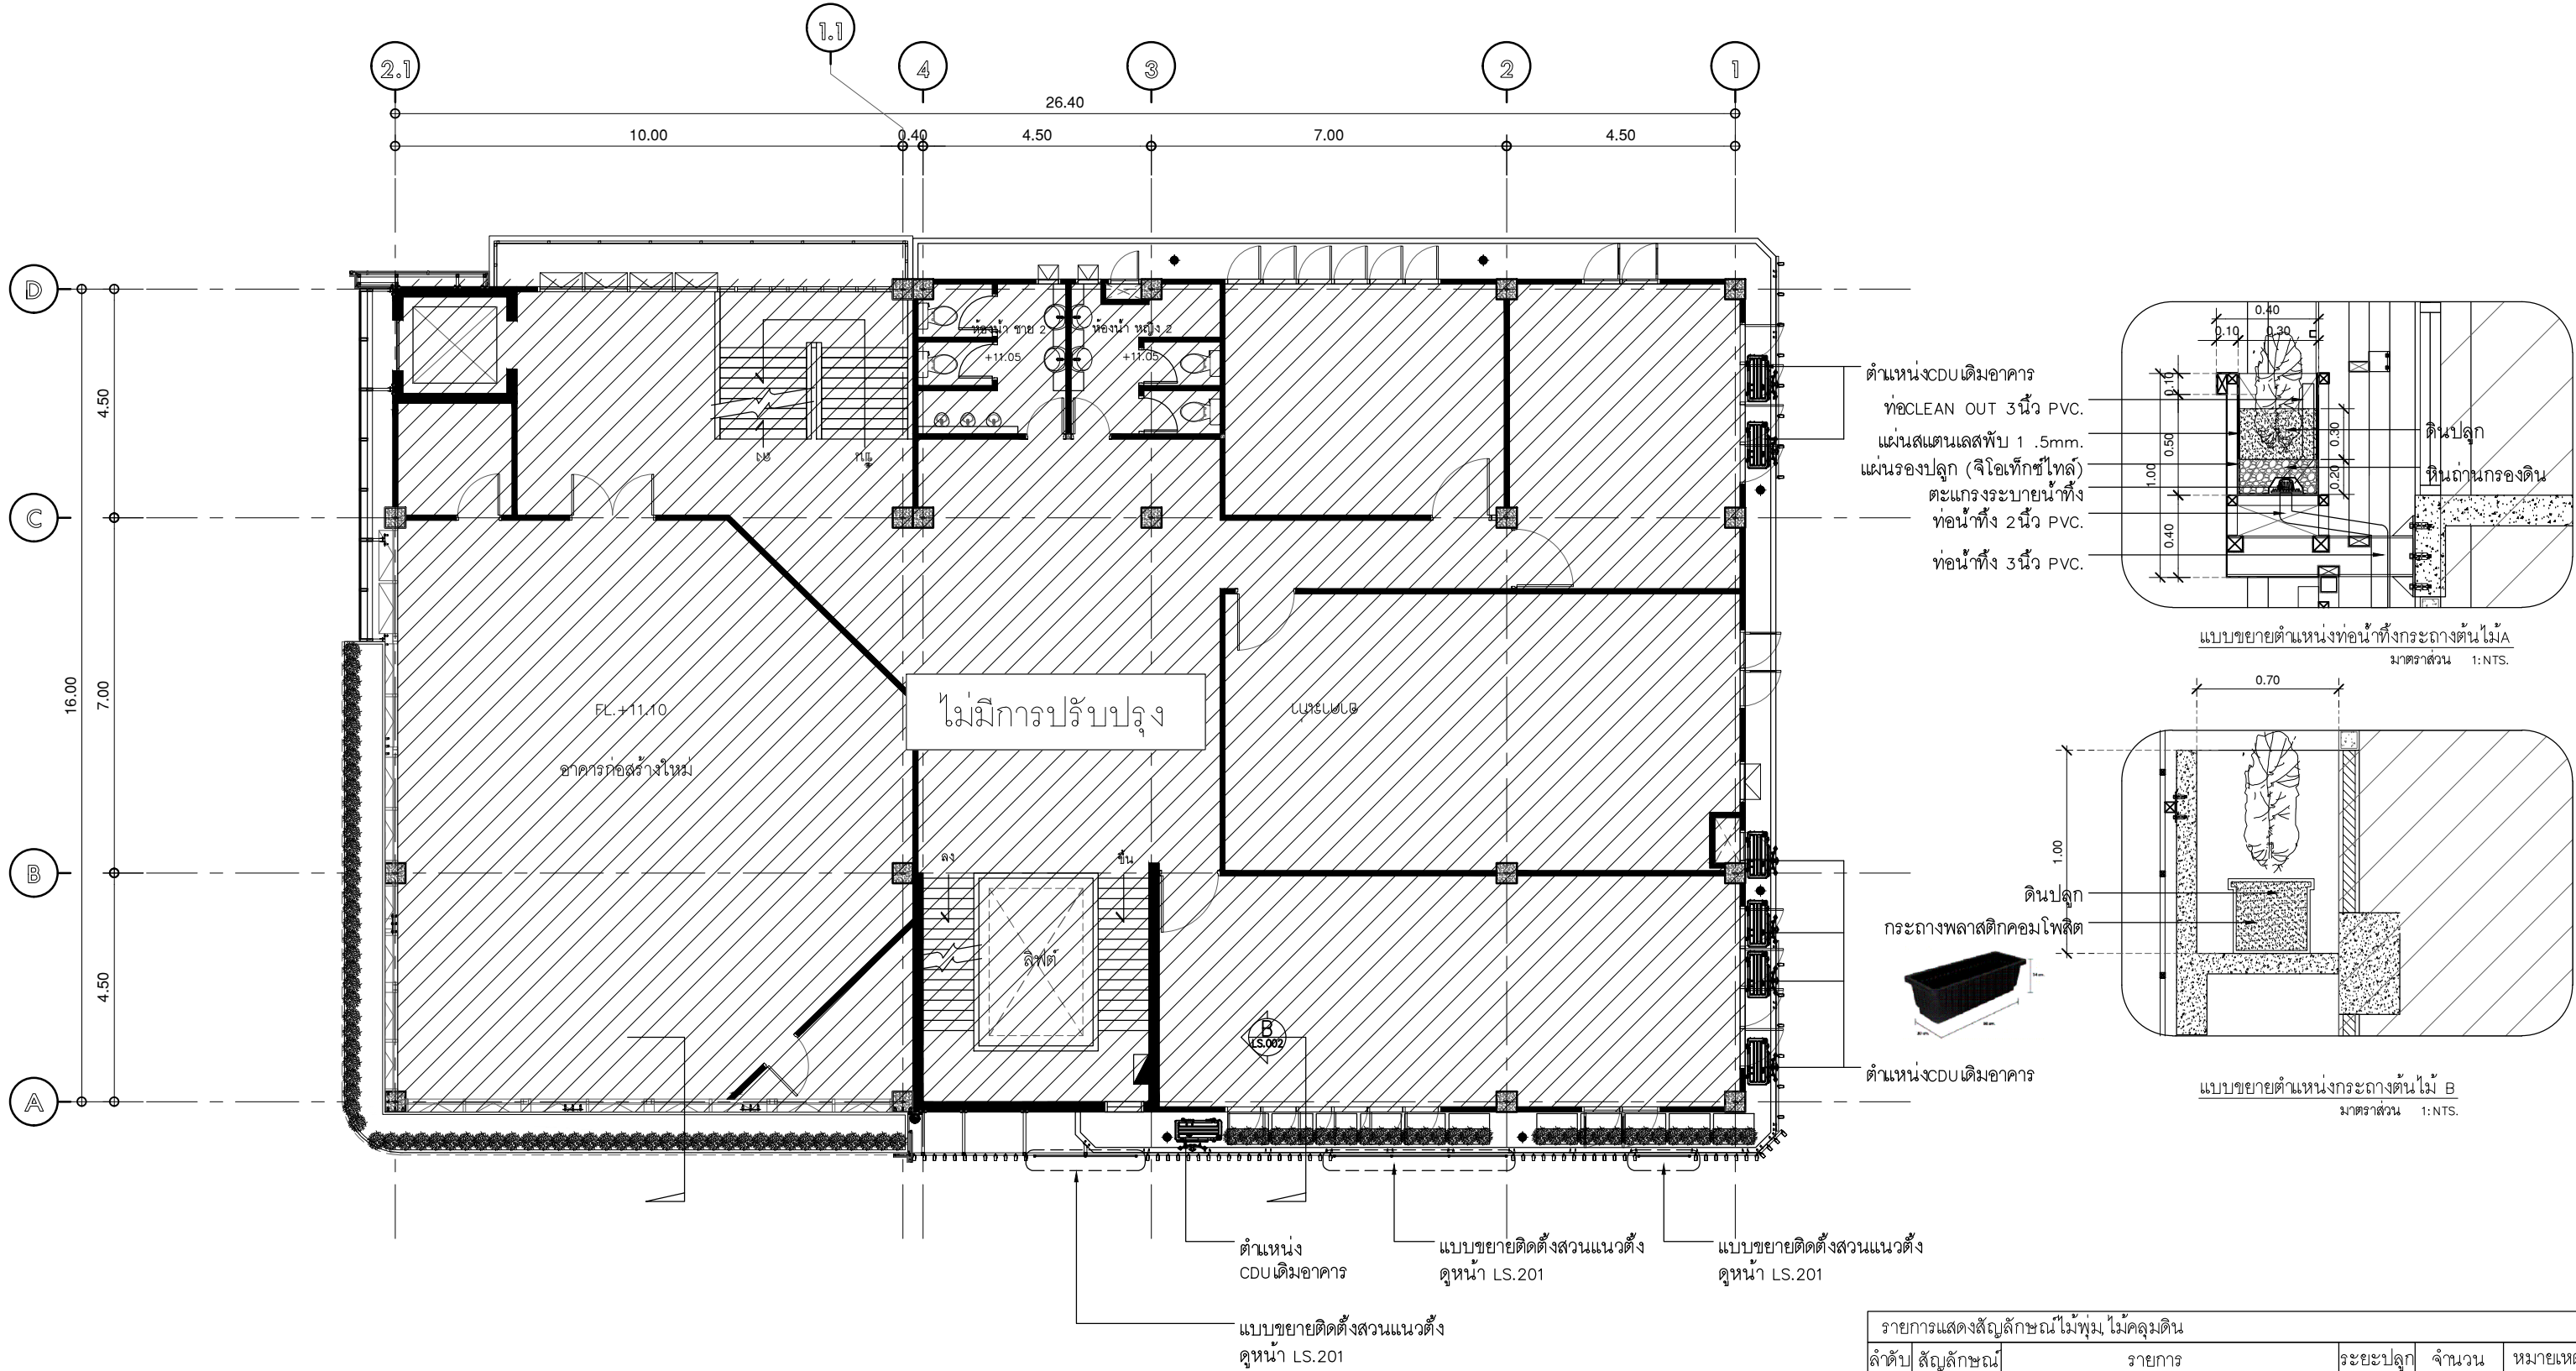 1.1
2.1
4
3
2
1
26.40
10.00
0.40
4.50
7.00
4.50
D
C
B
A
4.50
7.00
4.50
16.00
ห้องน้ำ ชาย 2
+11.05
ห้องน้ำ หญิง 2
+11.05
ลง
ขึ้น
FL.+11.10
อาคารก่อสร้างใหม่
ไม่มีการปรับปรุง
ลง
ขึ้น
ลิฟต์
B
LS.002
ตำแหน่งCDUเดิมอาคาร
ตำแหน่งCDUเดิมอาคาร
ตำแหน่ง
CDUเดิมอาคาร
แบบขยายติดตั้งสวนแนวตั้ง
ดูหน้า LS.201
แบบขยายติดตั้งสวนแนวตั้ง
ดูหน้า LS.201
แบบขยายติดตั้งสวนแนวตั้ง
ดูหน้า LS.201
0.40
0.10
0.30
0.10
0.50
1.00
0.40
0.30
0.20
ท่อCLEAN OUT 3นิ้ว PVC.
แผ่นสแตนเลสพับ 1 .5mm.
แผ่นรองปลูก (จิโอเท็กซ์ไทล์)
ตะแกรงระบายน้ำทิ้ง
ท่อน้ำทิ้ง 2นิ้ว PVC.
ท่อน้ำทิ้ง 3นิ้ว PVC.
ดินปลูก
หินถ่านกรองดิน
แบบขยายตำแหน่งท่อน้ำทิ้งกระถางต้นไม้A
มาตราส่วน 1:NTS.
0.70
1.00
ดินปลูก
กระถางพลาสติกคอมโพสิต
แบบขยายตำแหน่งกระถางต้นไม้ B
มาตราส่วน 1:NTS.
รายการแสดงสัญลักษณ์ไม้พุ่ม,ไม้คลุมดิน
ลำดับ สัญลักษณ์ รายการ ระยะปลูก จำนวน